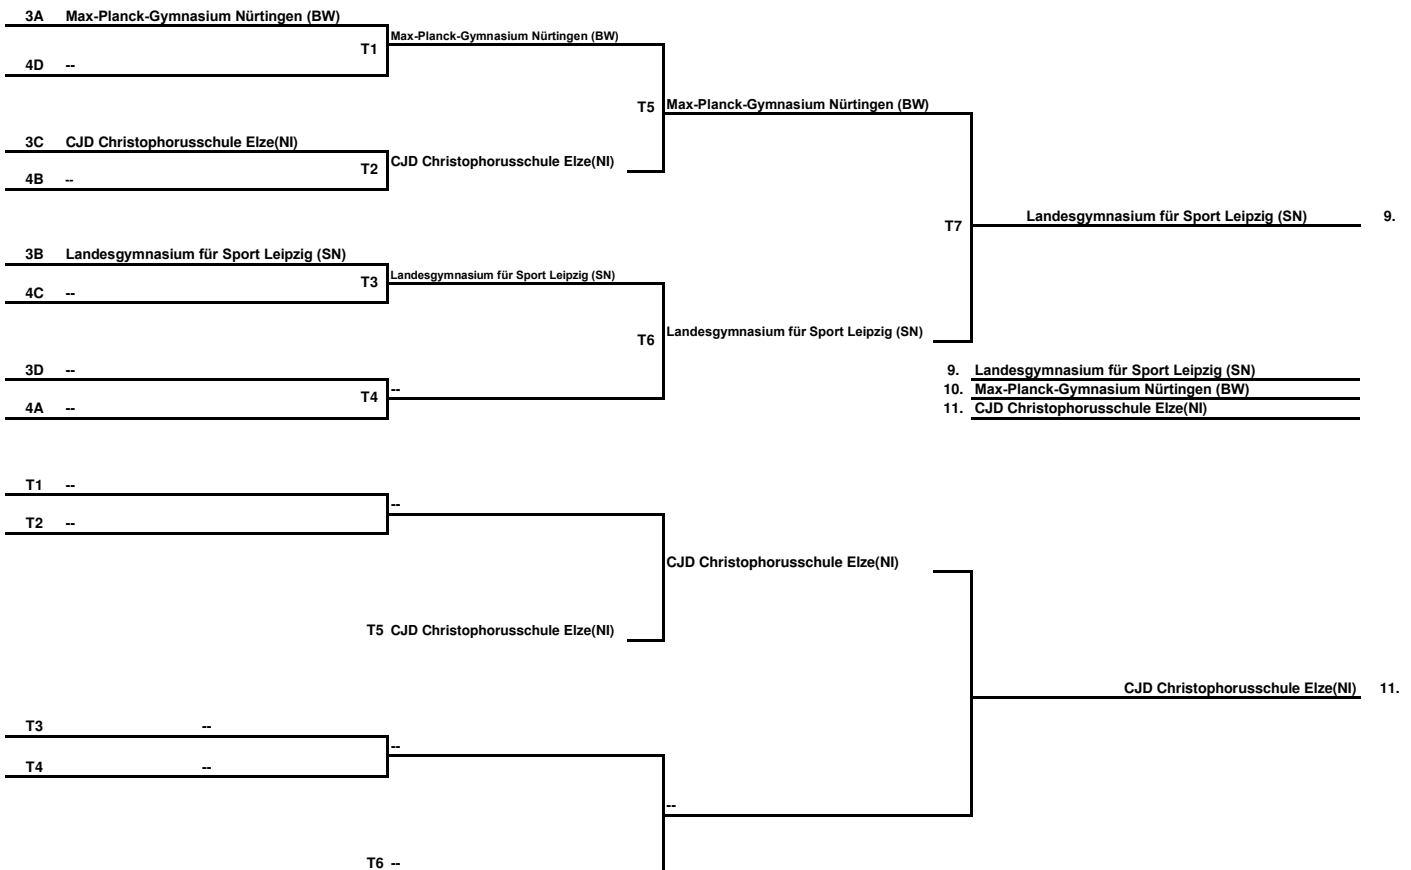 3A Max-Planck-Gymnasium Nürtingen (BW)
T1 Max-Planck-Gymnasium Nürtingen (BW)
4D --
T5 Max-Planck-Gymnasium Nürtingen (BW)
3C CJD Christophorusschule Elze(NI)
T2 CJD Christophorusschule Elze(NI)
4B --
T7 Landesgymnasium für Sport Leipzig (SN) 9.
3B Landesgymnasium für Sport Leipzig (SN)
T3 Landesgymnasium für Sport Leipzig (SN)
4C --
T6 Landesgymnasium für Sport Leipzig (SN)
3D --
T4 --
4A --
9. Landesgymnasium für Sport Leipzig (SN)
10. Max-Planck-Gymnasium Nürtingen (BW)
11. CJD Christophorusschule Elze(NI)
T1 --
--
T2 --
CJD Christophorusschule Elze(NI)
T5 CJD Christophorusschule Elze(NI)
CJD Christophorusschule Elze(NI) 11.
T3 --
--
T4 --
--
T6 --